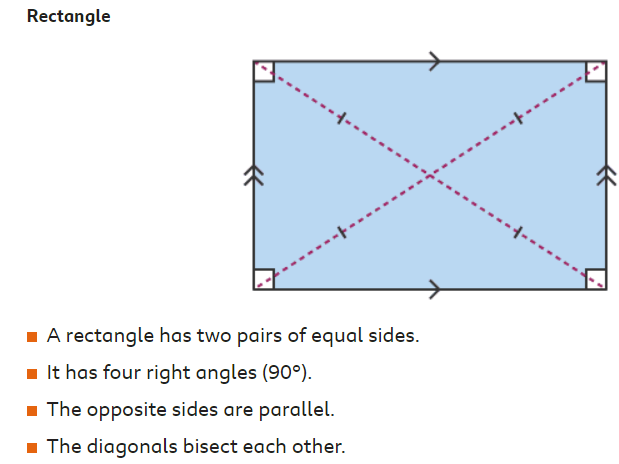 Rectangle
A rectangle has two pairs of equal sides.
It has four right angles (90º).
The opposite sides are parallel.
The diagonals bisect each other.